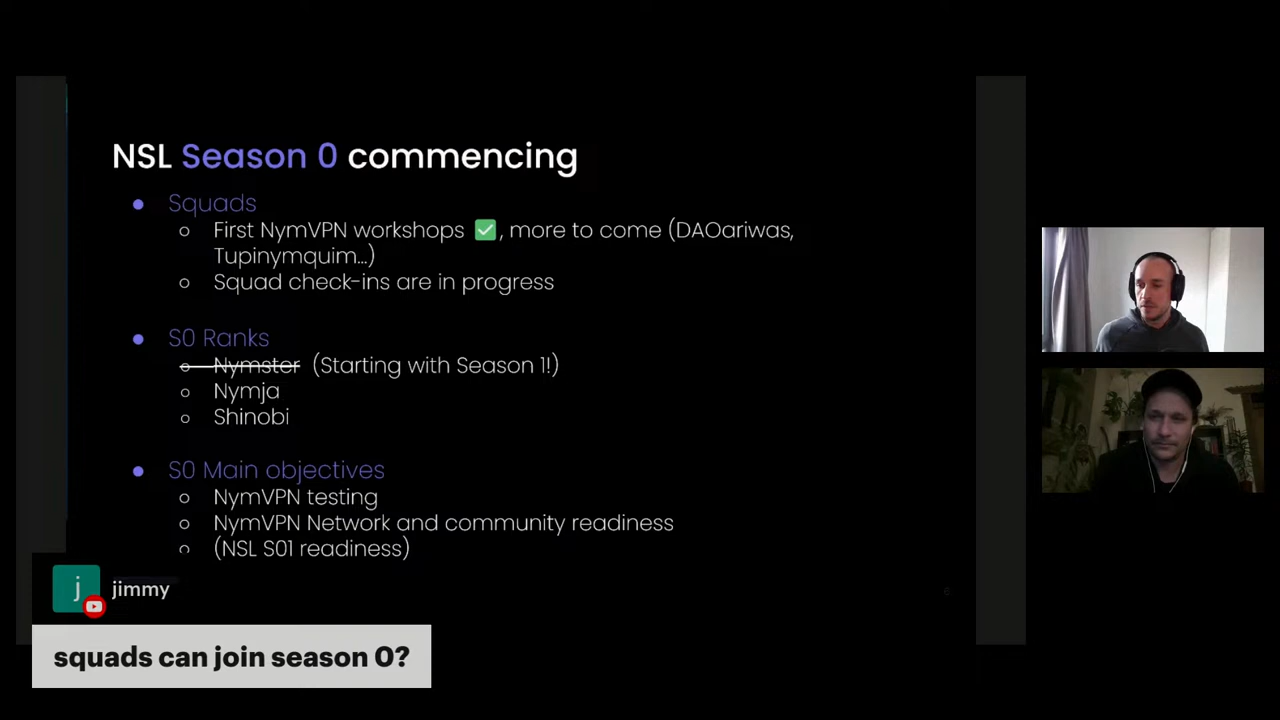 NSL Season 0 commencing
Squads
First NymVPN workshops ✅, more to come (DAOariwas,
Tupinymquim...)
Squad check-ins are in progress
S0 Ranks
Nymster (Starting with Season 1!)
Nymja
Shinobi
S0 Main objectives
NymVPN testing
NymVPN Network and community readiness
(NSL S01 readiness)
6
j jimmy
squads can join season 0?